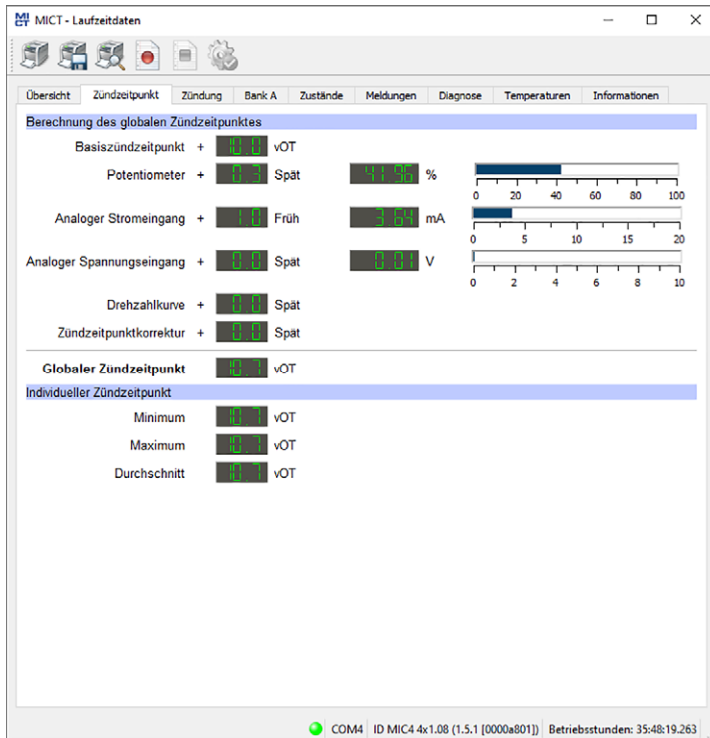 MICT - Laufzeitdaten
Übersicht Zündzeitpunkt Zündung Bank A Zustände Meldungen Diagnose Temperaturen Informationen
Berechnung des globalen Zündzeitpunktes
Basiszündzeitpunkt + 10.0 vOT
Potentiometer + 0.3 Spät 41.96 %
0 20 40 60 80 100
Analoger Stromeingang + 1.0 Früh 3.64 mA
0 5 10 15 20
Analoger Spannungseingang + 0.0 Spät 0.01 V
0 2 4 6 8 10
Drehzahlkurve + 0.0 Spät
Zündzeitpunktkorrektur + 0.0 Spät
Globaler Zündzeitpunkt 10.7 vOT
Individueller Zündzeitpunkt
Minimum 10.7 vOT
Maximum 10.7 vOT
Durchschnitt 10.7 vOT
COM4 ID MIC4 4x1.08 (1.5.1 [0000a801]) Betriebsstunden: 35:48:19.263